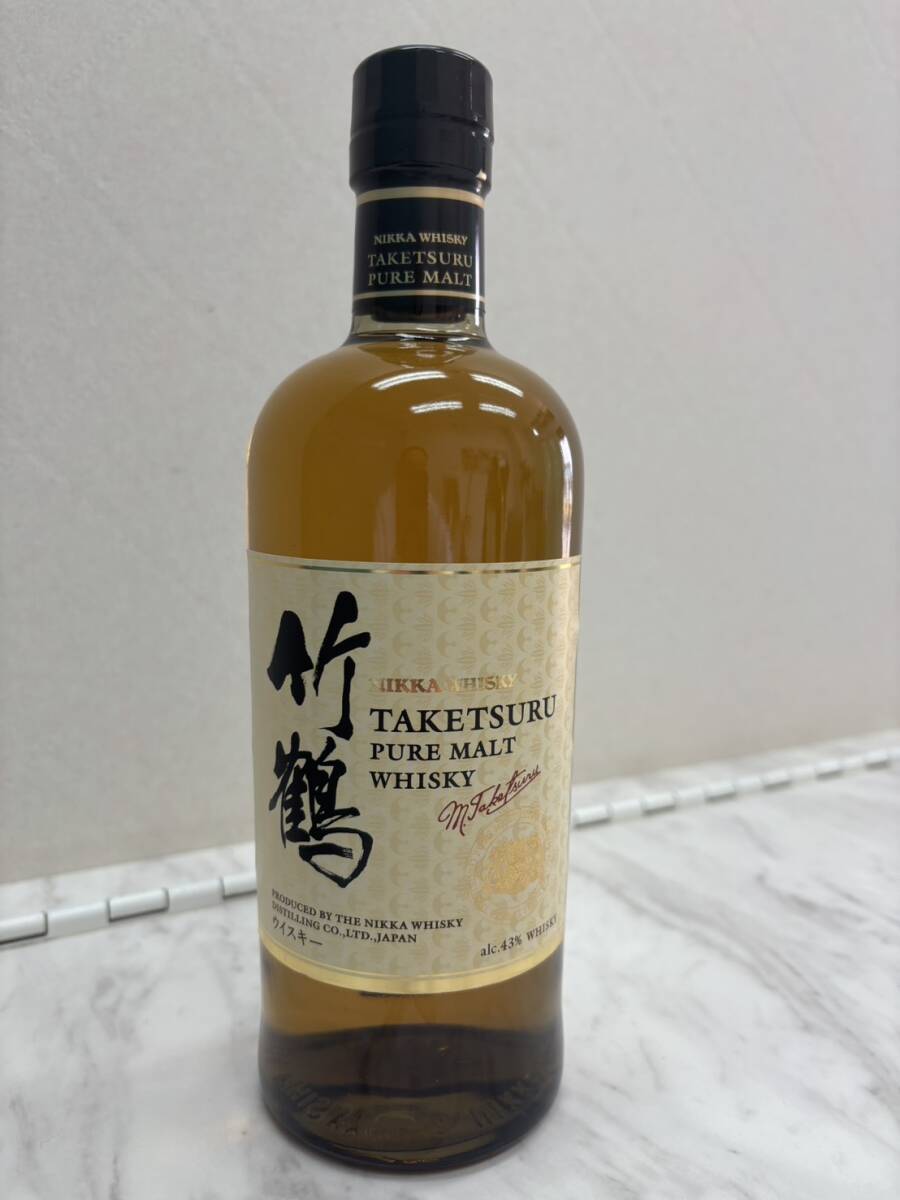 NIKKA WHISKY
TAKETSURU
PURE MALT
竹鶴
NIKKA WHISKY
TAKETSURU
PURE MALT
WHISKY
M.Taketsuru
PRODUCED BY THE NIKKA WHISKY
DISTILLING CO.,LTD.,JAPAN
ウイスキー
alc.43% WHISKY